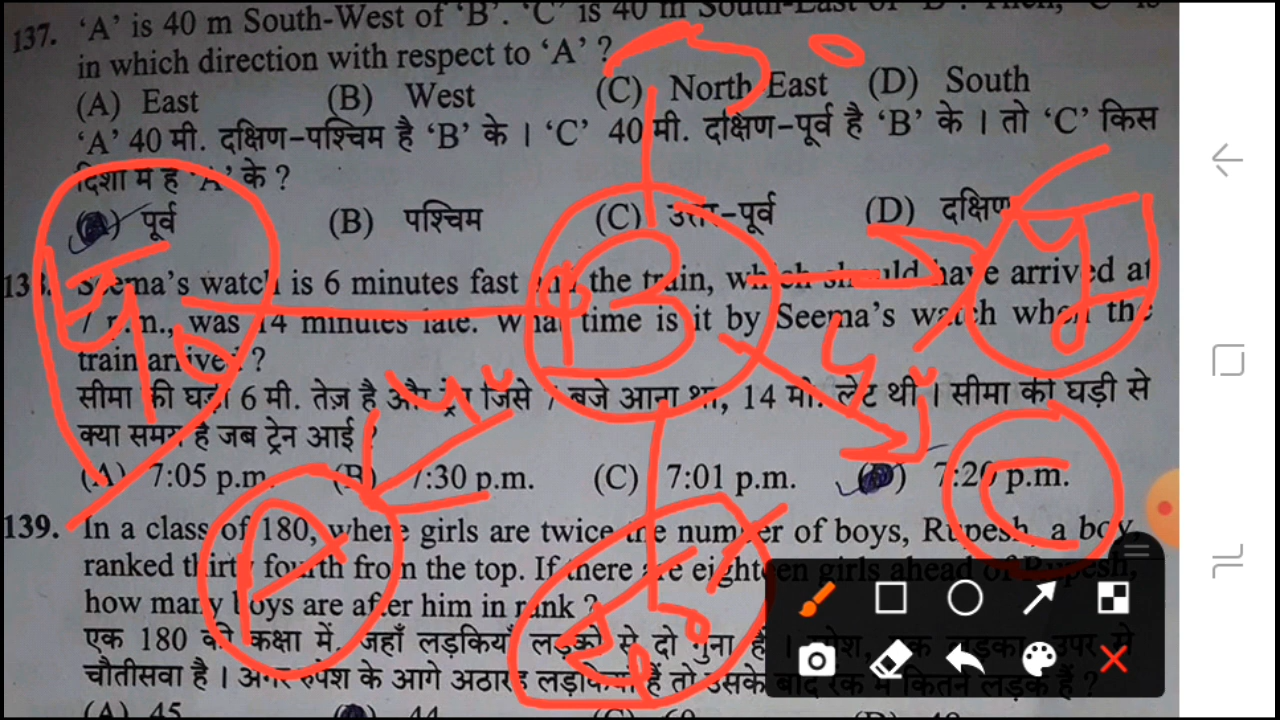 137. 'A' is 40 m South-West of 'B'. 'C' is 40 m South-East of
in which direction with respect to 'A' ?
(A) East (B) West (C) North East (D) South
'A' 40 मी. दक्षिण-पश्चिम है 'B' के । 'C' 40 मी. दक्षिण-पूर्व है 'B' के । तो 'C' किस
दिशा में है 'A' के ?
पूर्व (B) पश्चिम (C) उत्तर-पूर्व (D) दक्षिण
B
138. Seema's watch is 6 minutes fast and the train, which should have arrived at
7 p.m., was 14 minutes late. What time is it by Seema's watch when the
train arrived ?
सीमा की घड़ी 6 मी. तेज़ है और ट्रेन जिसे 7 बजे आना था, 14 मी. लेट थी । सीमा की घड़ी से
क्या समय है जब ट्रेन आई ?
(A) 7:05 p.m. (B) 7:30 p.m. (C) 7:01 p.m. (D) 7:20 p.m.
A
C
139. In a class of 180, where girls are twice the number of boys, Rupesh, a boy,
ranked thirty fourth from the top. If there are eighteen girls ahead of Rupesh,
how many boys are after him in rank ?
एक 180 की कक्षा में, जहाँ लड़कियाँ लड़कों से दो गुना हैं । रुपेश, एक लड़का ऊपर से
चौतीसवा है । अगर रुपेश के आगे अठारह लड़कियाँ हैं तो उसके बाद रैंक में कितने लड़के हैं ?
(A) 45 44